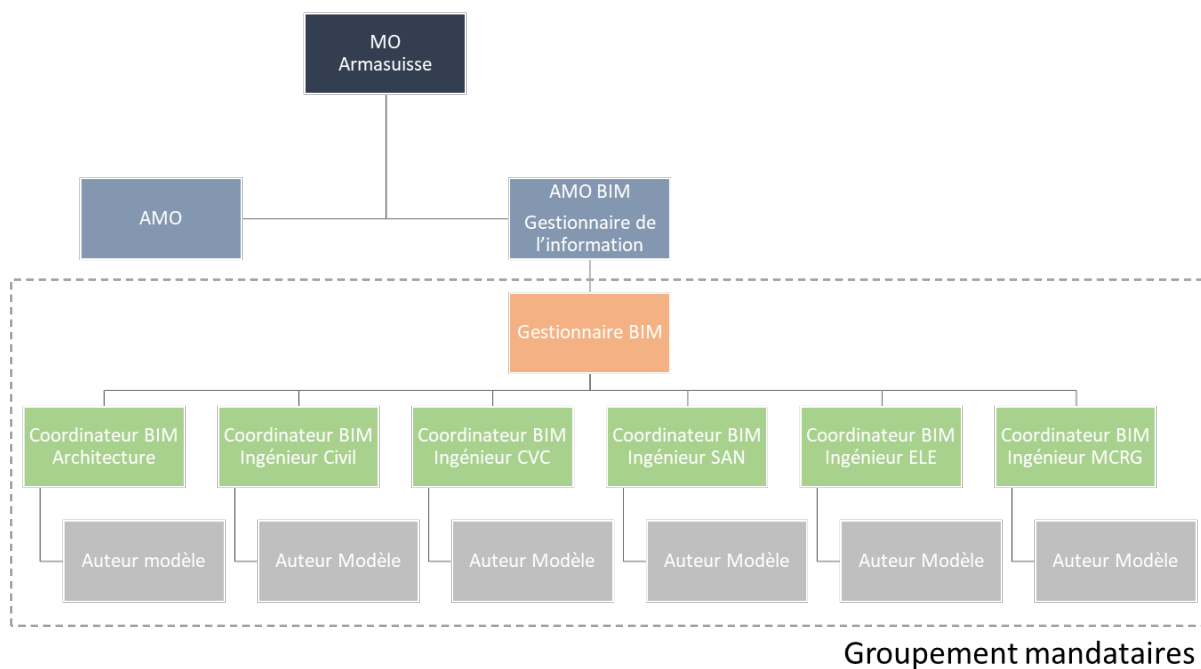 MO
Armasuisse
AMO
AMO BIM
Gestionnaire de
l'information
Gestionnaire BIM
Coordinateur BIM
Architecture
Coordinateur BIM
Ingénieur Civil
Coordinateur BIM
Ingénieur CVC
Coordinateur BIM
Ingénieur SAN
Coordinateur BIM
Ingénieur ELE
Coordinateur BIM
Ingénieur MCRG
Auteur modèle
Auteur Modèle
Auteur Modèle
Auteur Modèle
Auteur Modèle
Auteur Modèle
Groupement mandataires